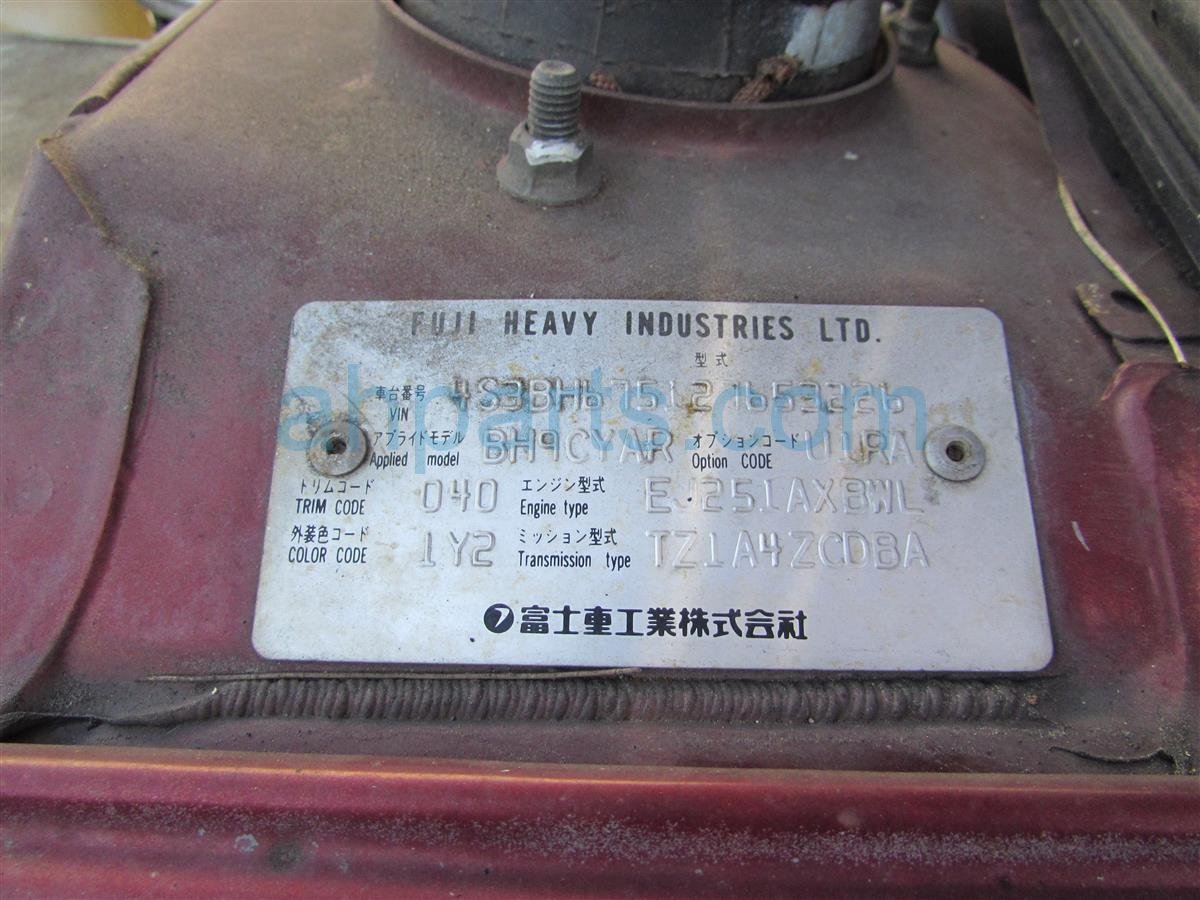 FUJI HEAVY INDUSTRIES LTD.
型式
車台番号 VIN 4S3BH675127653226
アプライドモデル Applied model BH9CYAR オプションコード Option CODE U1RA
トリムコード TRIM CODE 040 エンジン型式 Engine type EJ251AXBWL
外装色コード COLOR CODE 1Y2 ミッション型式 Transmission type TZ1A4ZCDBA
富士重工業株式会社
ahparts.com